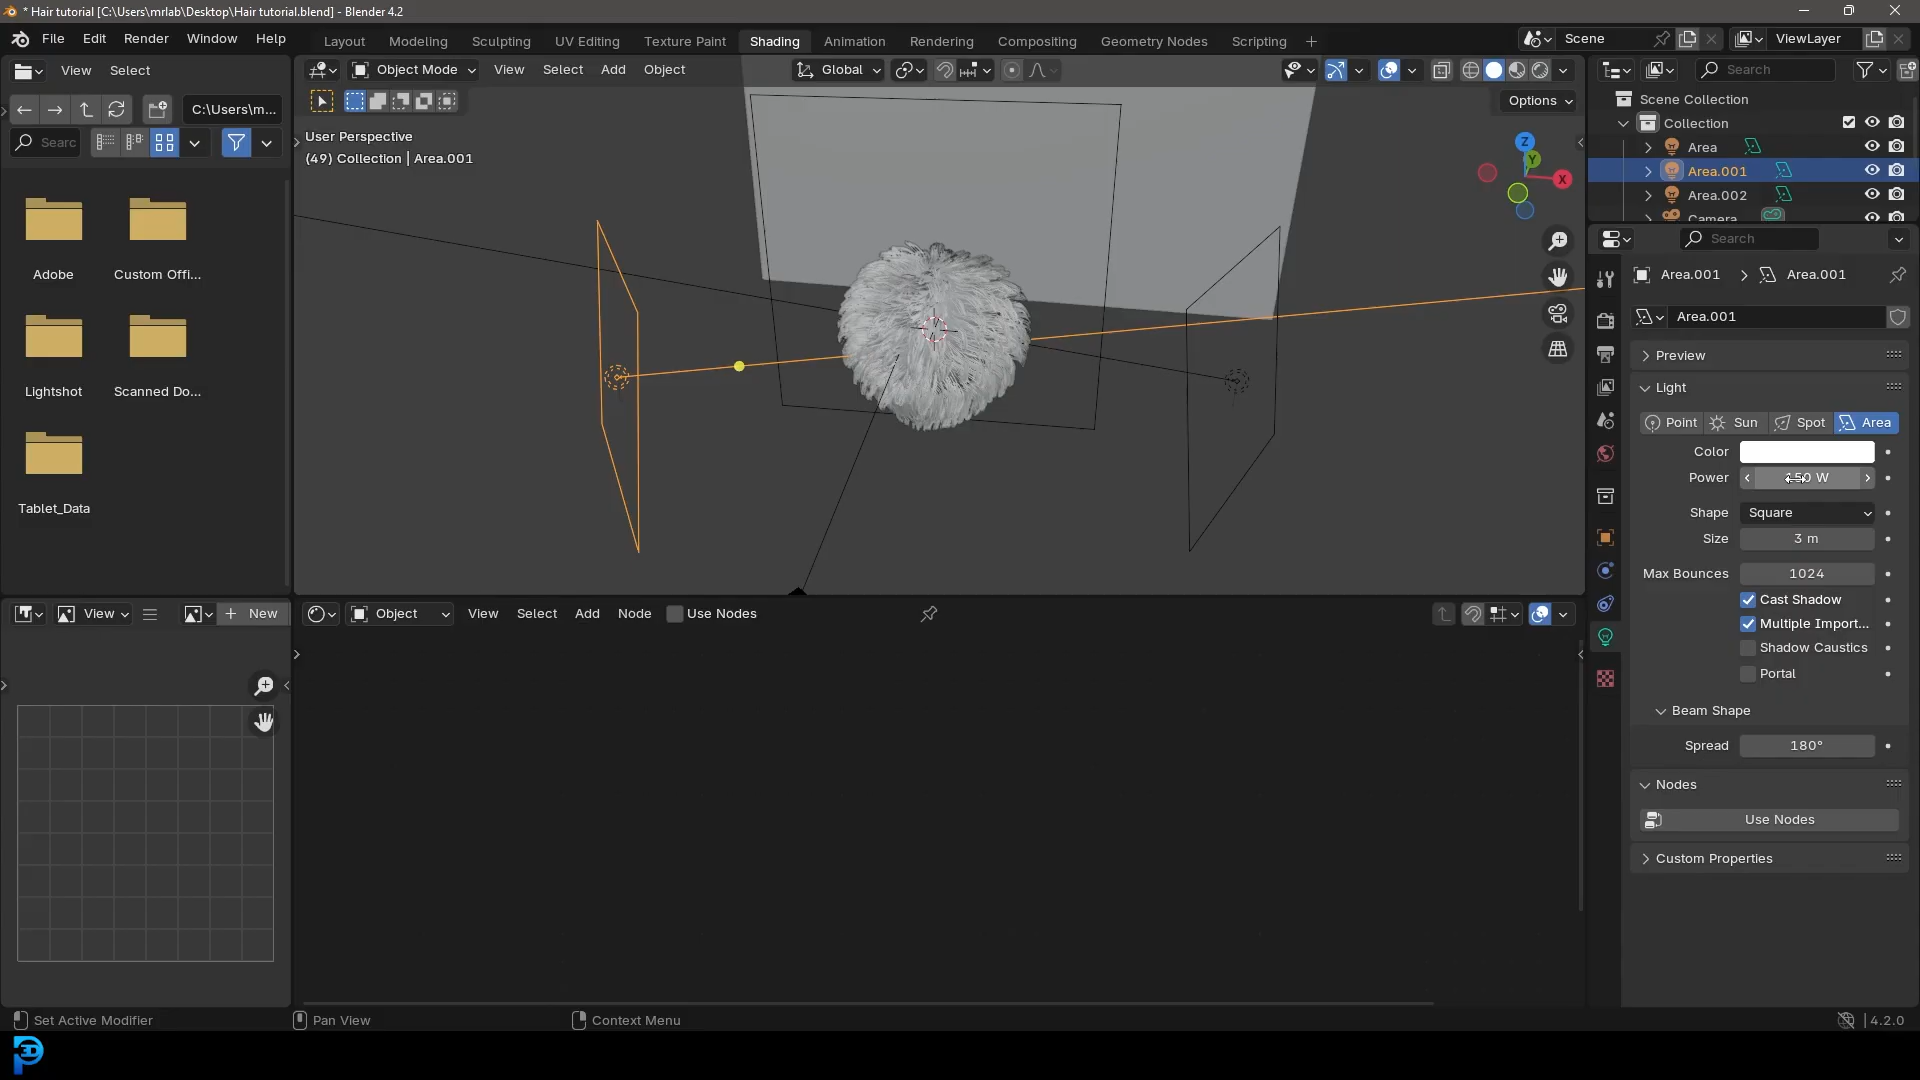 * Hair tutorial [C:\Users\mrlab\Desktop\Hair tutorial.blend] - Blender 4.2
File Edit Render Window Help
Layout Modeling Sculpting UV Editing Texture Paint Shading Animation Rendering Compositing Geometry Nodes Scripting +
Scene
ViewLayer
View Select
Object Mode View Select Add Object
Global
Search
C:\Users\m...
Searc
Options
User Perspective
(49) Collection | Area.001
Z
Y
X
Scene Collection
Collection
Area
Area.001
Area.002
Camera
Search
Area.001 > Area.001
Area.001
Adobe
Custom Offi...
Lightshot
Scanned Do...
Tablet_Data
Preview
Light
Point Sun Spot Area
Color
Power W
Shape Square
Size 3 m
Max Bounces 1024
Cast Shadow
Multiple Import...
Shadow Caustics
Portal
Beam Shape
Spread 180°
Nodes
Use Nodes
Custom Properties
View
+ New
Object View Select Add Node Use Nodes
Set Active Modifier
Pan View
Context Menu
4.2.0
3D